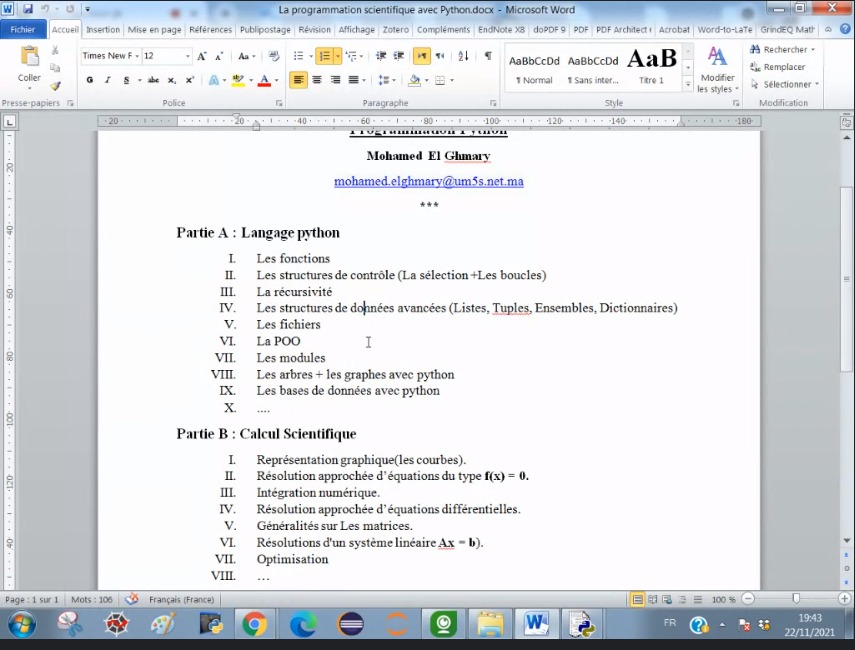 La programmation scientifique avec Python.docx - Microsoft Word
Fichier Accueil Insertion Mise en page Références Publipostage Révision Affichage Zotero Compléments EndNote X8 doPDF 9 PDF PDF Architect Acrobat Word-to-LaTe GrindEQ Math
Times New F 12
Coller
AaBbCcDd AaBbCcDd AaB
¶ Normal ¶ Sans inter... Titre 1
Modifier les styles
Rechercher
Remplacer
Sélectionner
Presse-papiers Police Paragraphe Style Modification
Programmation Python
Mohamed El Ghmary
mohamed.elghmary@um5s.net.ma
***
Partie A : Langage python
I. Les fonctions
II. Les structures de contrôle (La sélection +Les boucles)
III. La récursivité
IV. Les structures de données avancées (Listes, Tuples, Ensembles, Dictionnaires)
V. Les fichiers
VI. La POO
VII. Les modules
VIII. Les arbres + les graphes avec python
IX. Les bases de données avec python
X. ....
Partie B : Calcul Scientifique
I. Représentation graphique(les courbes).
II. Résolution approchée d’équations du type f(x) = 0.
III. Intégration numérique.
IV. Résolution approchée d’équations différentielles.
V. Généralités sur Les matrices.
VI. Résolutions d'un système linéaire Ax = b).
VII. Optimisation
VIII. …
Page : 1 sur 1 Mots : 106 Français (France) 100 %
FR 19:43
22/11/2021